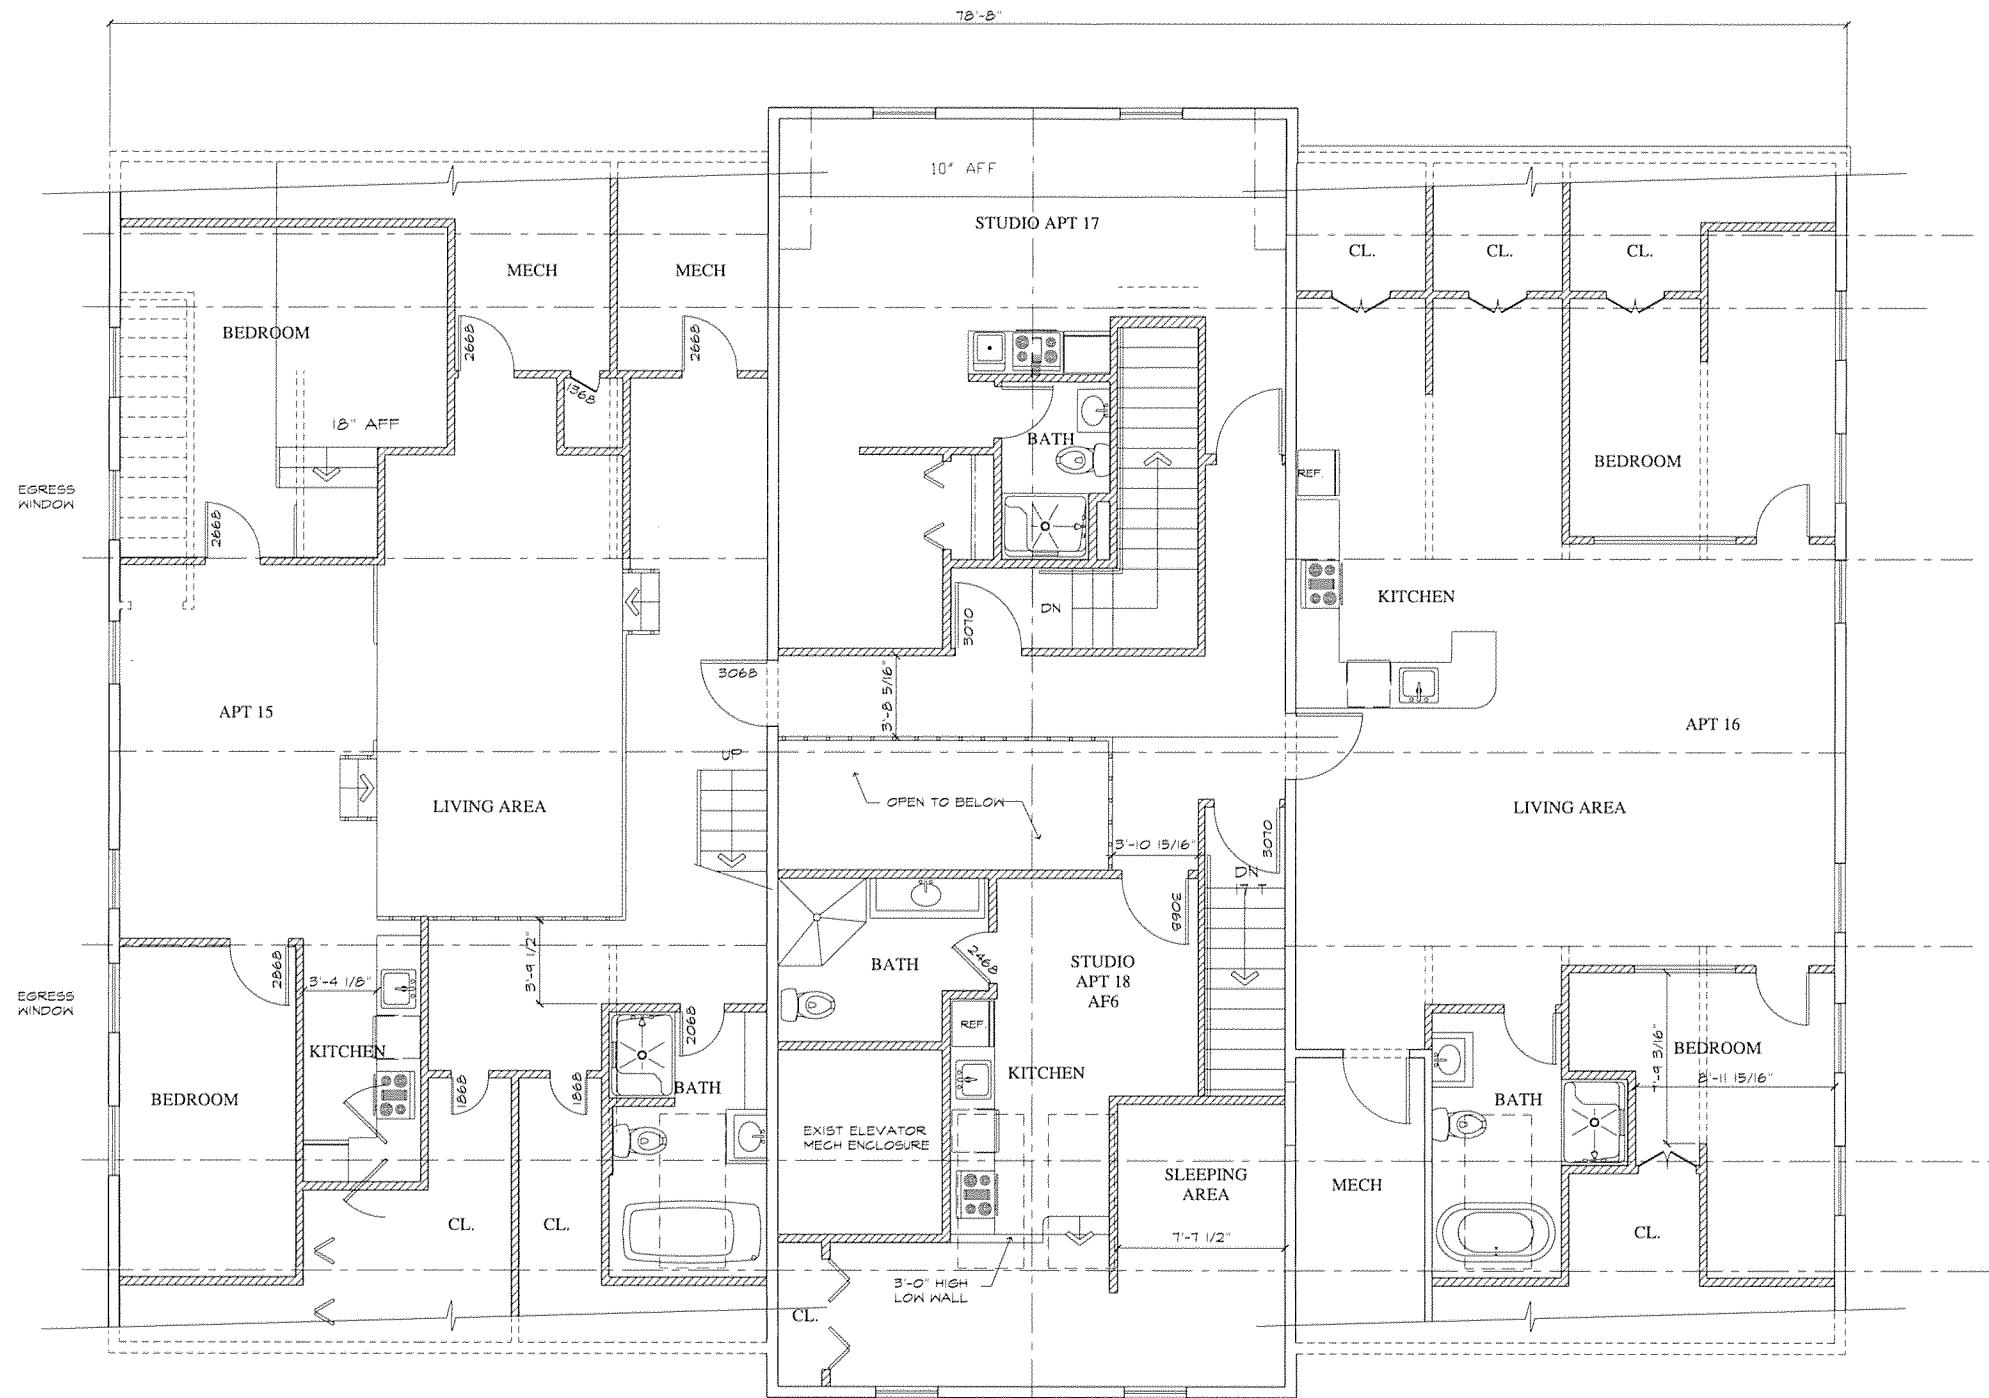 78'-8"
10" AFF
STUDIO APT 17
MECH
MECH
CL.
CL.
CL.
BEDROOM
2668
2668
1368
18" AFF
BATH
BEDROOM
REF.
EGRESS
WINDOW
2668
KITCHEN
3070
DN
3068
3'-8 5/16"
APT 15
APT 16
UP
LIVING AREA
OPEN TO BELOW
LIVING AREA
3'-10 15/16"
3070
DN
17 T
3068
2868
3'-4 1/8"
3'-9 1/2"
BATH
2468
STUDIO
APT 18
AF6
EGRESS
WINDOW
REF
2068
KITCHEN
BEDROOM
1868
1868
BATH
KITCHEN
EXIST ELEVATOR
MECH ENCLOSURE
SLEEPING
AREA
7'-7 1/2"
MECH
BATH
BEDROOM
8'-11 15/16"
CL.
CL.
CL.
3'-0" HIGH
LOW WALL
CL.